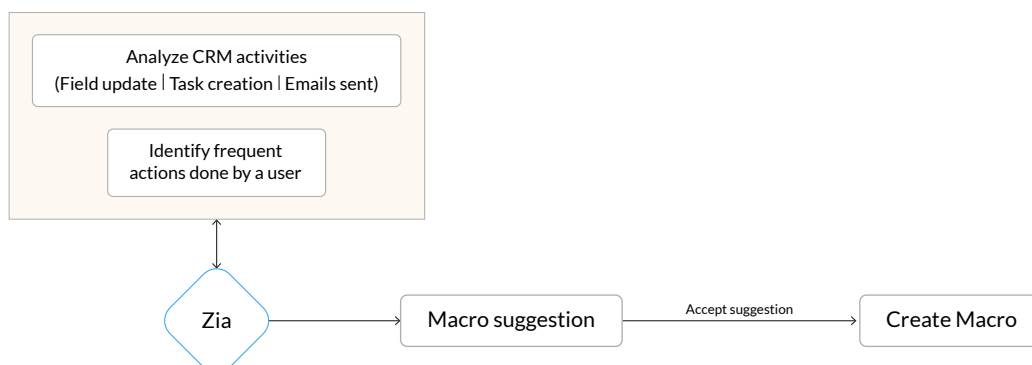 Analyze CRM activities
(Field update | Task creation | Emails sent)
Identify frequent
actions done by a user
Zia
Macro suggestion
Accept suggestion
Create Macro